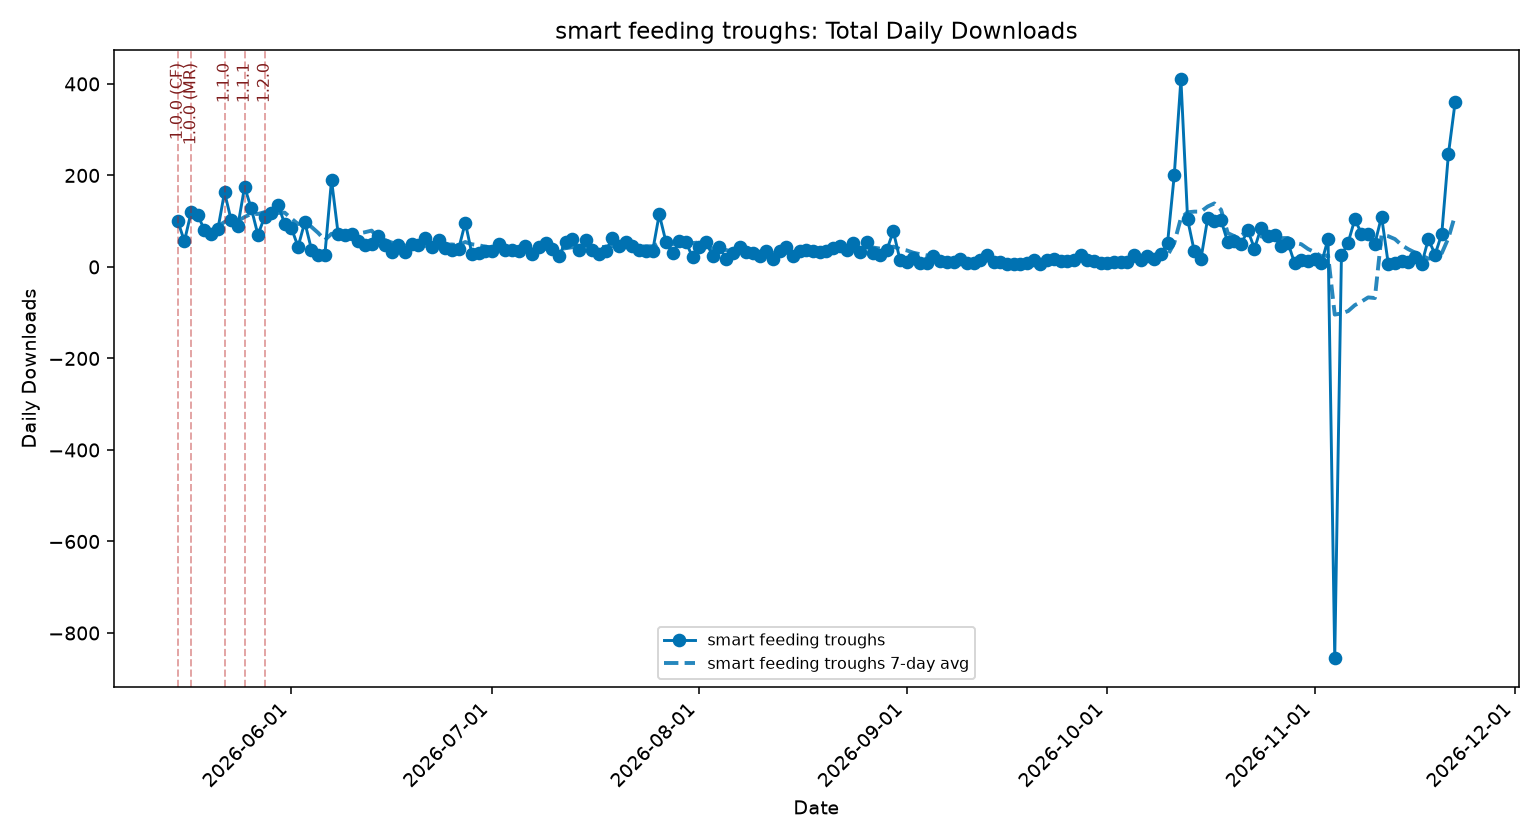 smart feeding troughs: Total Daily Downloads
1.0.0 (CF)
1.0.0 (MR)
1.1.0
1.1.1
1.2.0
400
200
0
−200
−400
−600
−800
Daily Downloads
smart feeding troughs
smart feeding troughs 7-day avg
2026-06-01
2026-07-01
2026-08-01
2026-09-01
2026-10-01
2026-11-01
2026-12-01
Date